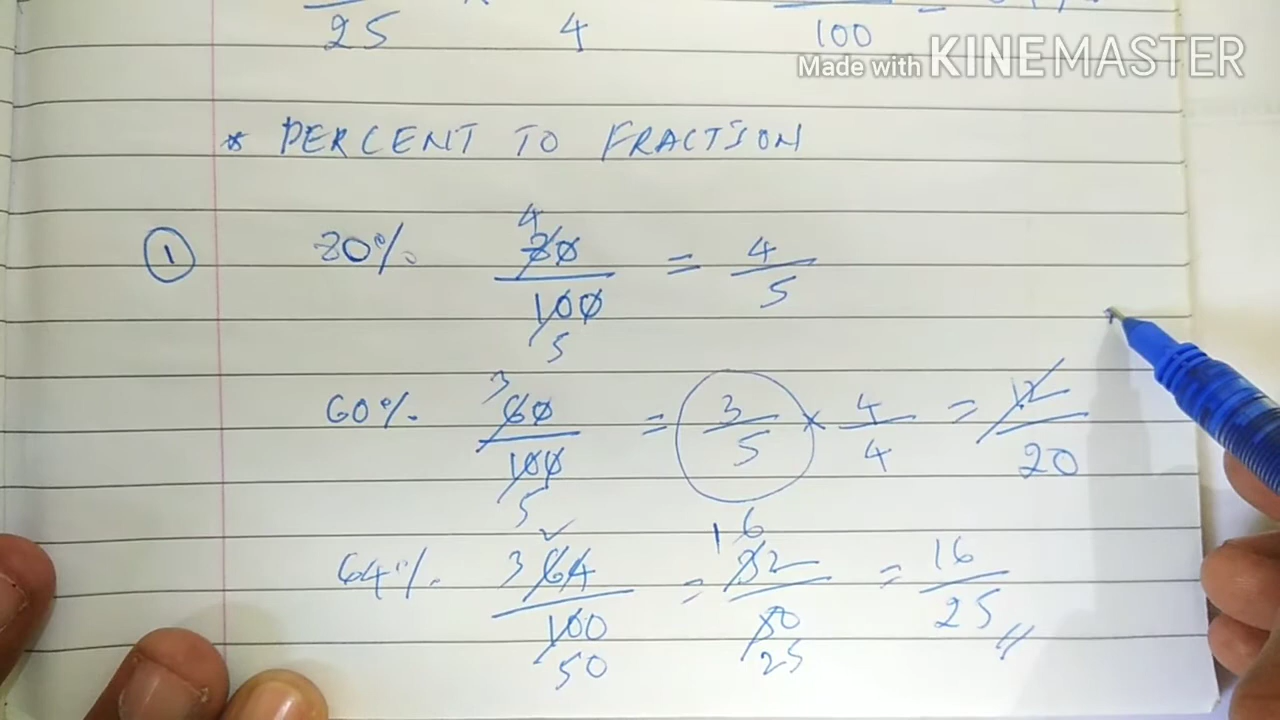 25 4 100
Made with KINEMASTER
* PERCENT TO FRACTION
4
1 80% 80/100 = 4/5
5
3
60% 60/100 = 3/5 × 4/4 = 12/20
5
16
64% 3 64/100 = 32/50 = 16/25 //
50 25